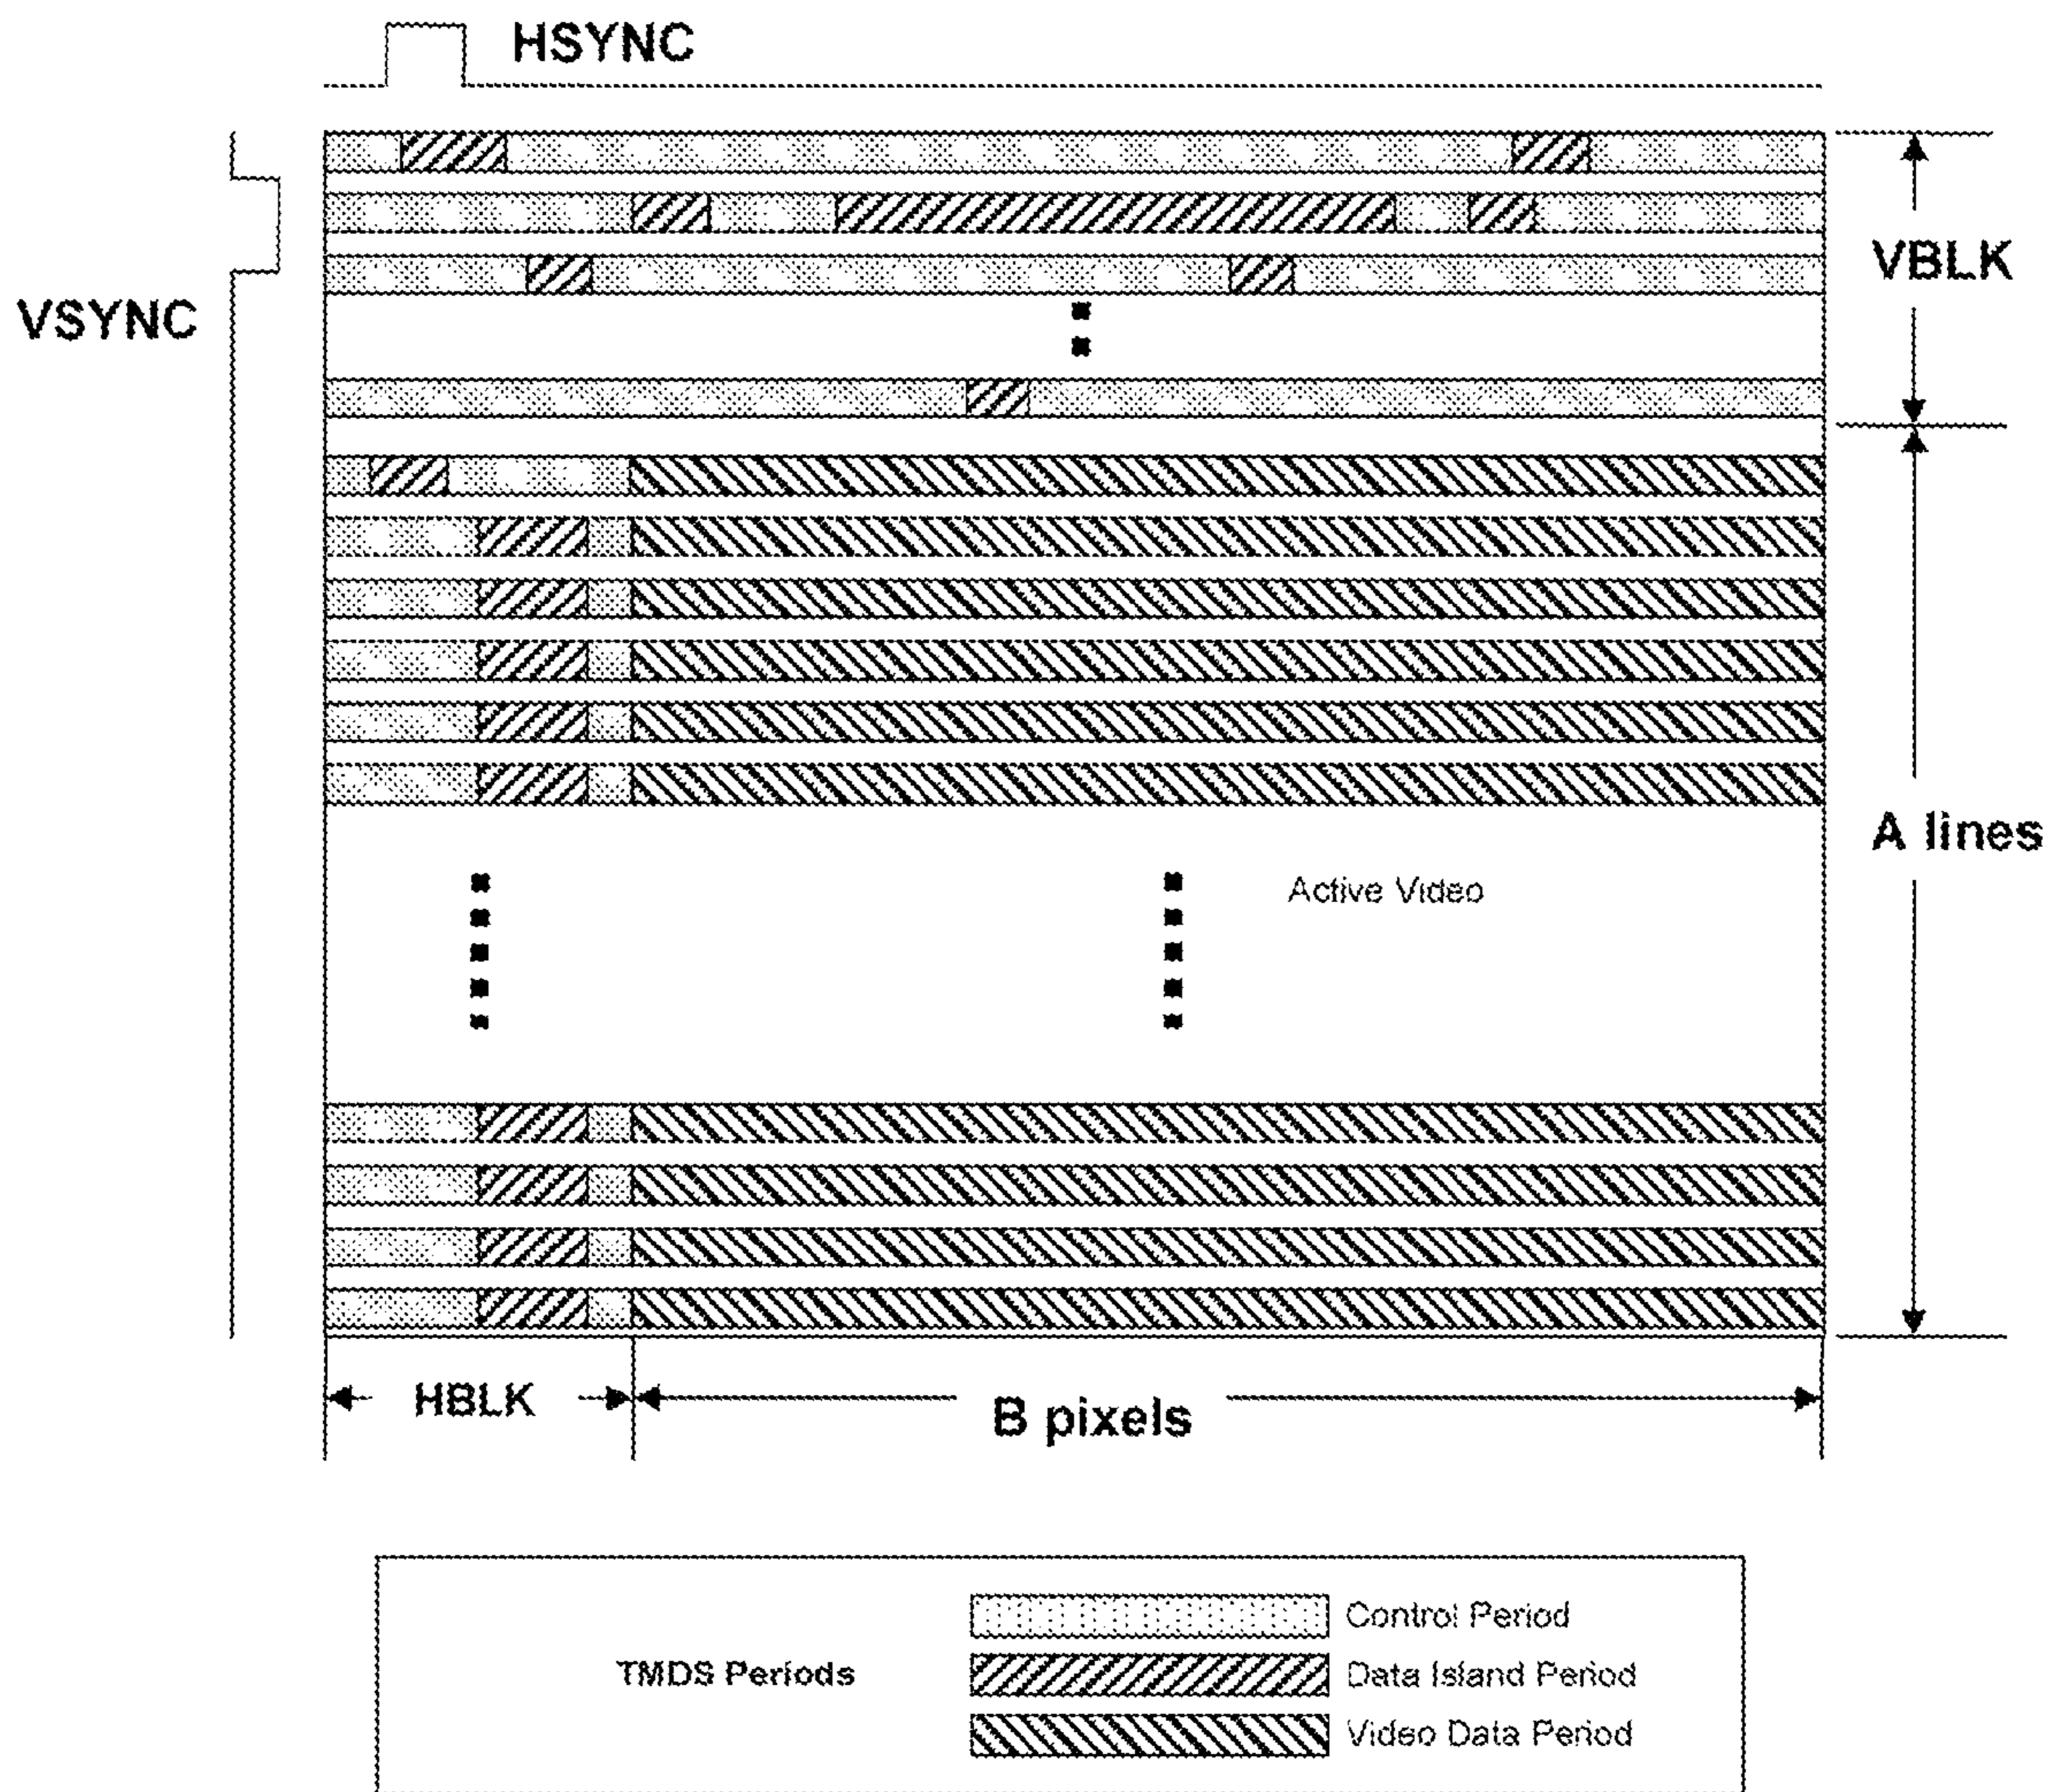 HSYNC
VBLK
VSYNC
A lines
Active Video
HBLK
B pixels
TMDS Periods
Control Period
Data Island Period
Video Data Period